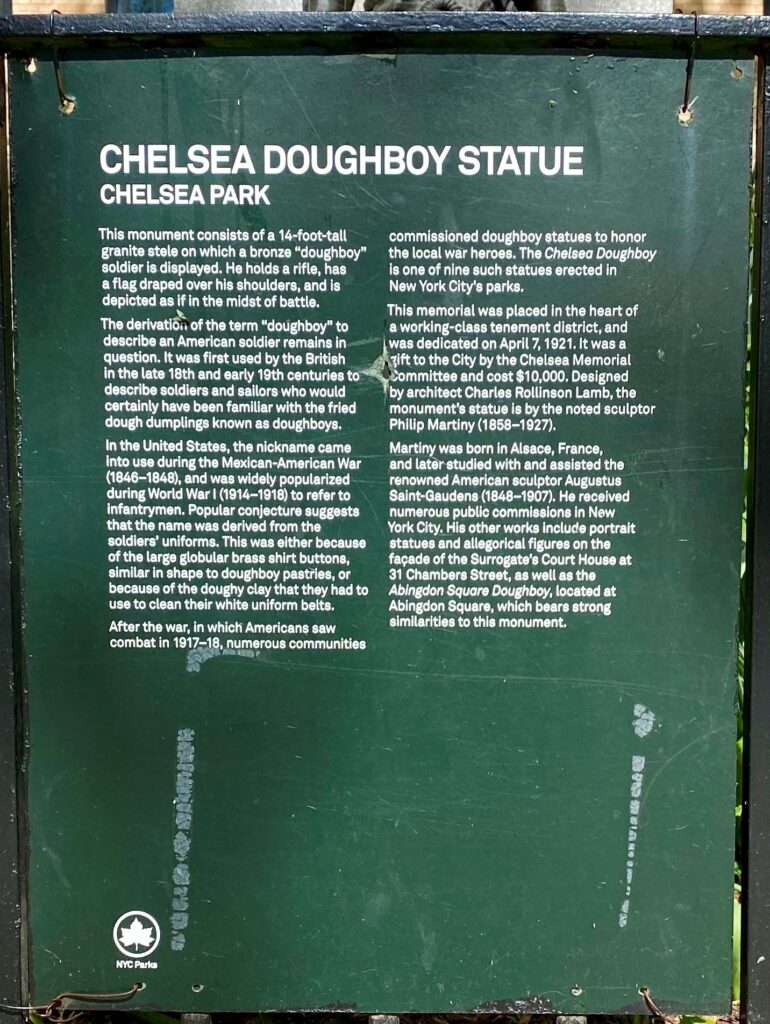 CHELSEA DOUGHBOY STATUE
CHELSEA PARK
This monument consists of a 14-foot-tall
granite stele on which a bronze “doughboy”
soldier is displayed. He holds a rifle, has
a flag draped over his shoulders, and is
depicted as if in the midst of battle.
The derivation of the term “doughboy” to
describe an American soldier remains in
question. It was first used by the British
in the late 18th and early 19th centuries to
describe soldiers and sailors who would
certainly have been familiar with the fried
dough dumplings known as doughboys.
In the United States, the nickname came
into use during the Mexican-American War
(1846–1848), and was widely popularized
during World War I (1914–1918) to refer to
infantrymen. Popular conjecture suggests
that the name was derived from the
soldiers’ uniforms. This was either because
of the large globular brass shirt buttons,
similar in shape to doughboy pastries, or
because of the doughy clay that they had to
use to clean their white uniform belts.
After the war, in which Americans saw
combat in 1917–18, numerous communities
commissioned doughboy statues to honor
the local war heroes. The Chelsea Doughboy
is one of nine such statues erected in
New York City’s parks.
This memorial was placed in the heart of
a working-class tenement district, and
was dedicated on April 7, 1921. It was a
gift to the City by the Chelsea Memorial
Committee and cost $10,000. Designed
by architect Charles Rollinson Lamb, the
monument’s statue is by the noted sculptor
Philip Martiny (1858–1927).
Martiny was born in Alsace, France,
and later studied with and assisted the
renowned American sculptor Augustus
Saint-Gaudens (1848–1907). He received
numerous public commissions in New
York City. His other works include portrait
statues and allegorical figures on the
façade of the Surrogate’s Court House at
31 Chambers Street, as well as the
Abingdon Square Doughboy, located at
Abingdon Square, which bears strong
similarities to this monument.
NYC Parks